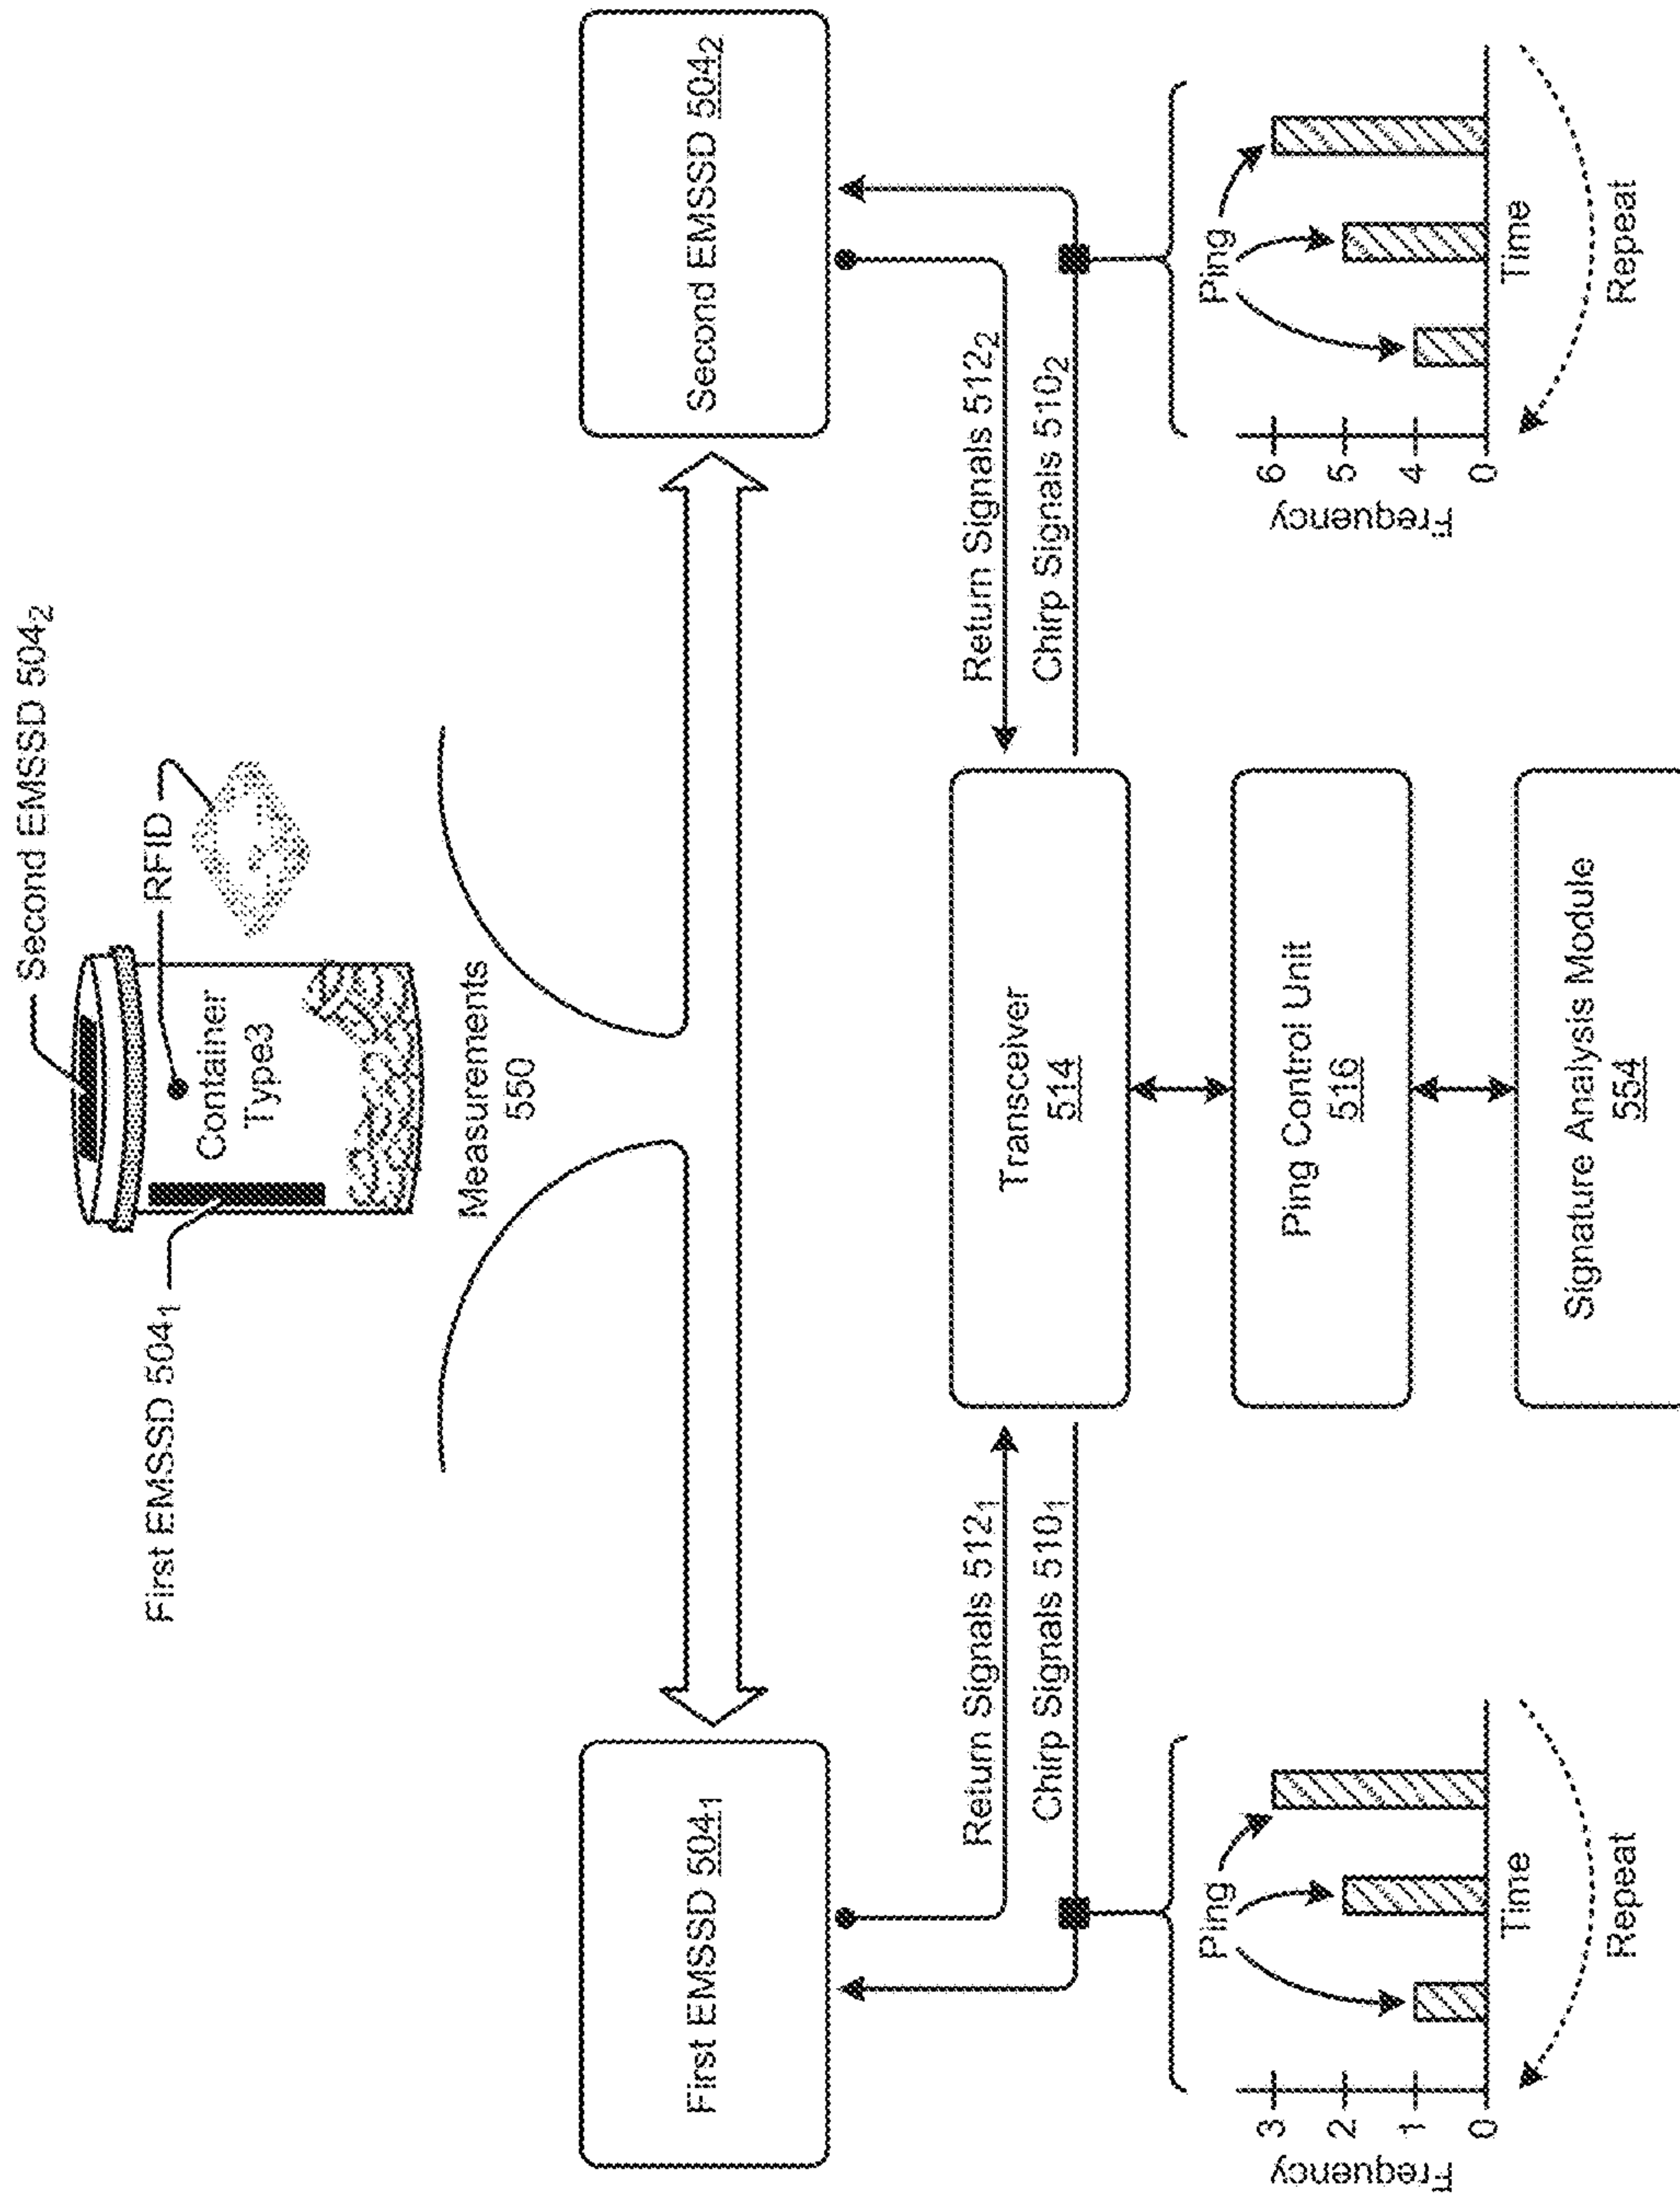 Second EMSSD 504₂
First EMSSD 504₁
RFID
Container
Type3
Measurements
550
First EMSSD 504₁
Second EMSSD 504₂
Return Signals 512₁
Chirp Signals 510₁
Return Signals 512₂
Chirp Signals 510₂
Transceiver
514
Ping Control Unit
516
Signature Analysis Module
554
Frequency
3
2
1
0
Ping
Time
Repeat
Frequency
6
5
4
0
Ping
Time
Repeat